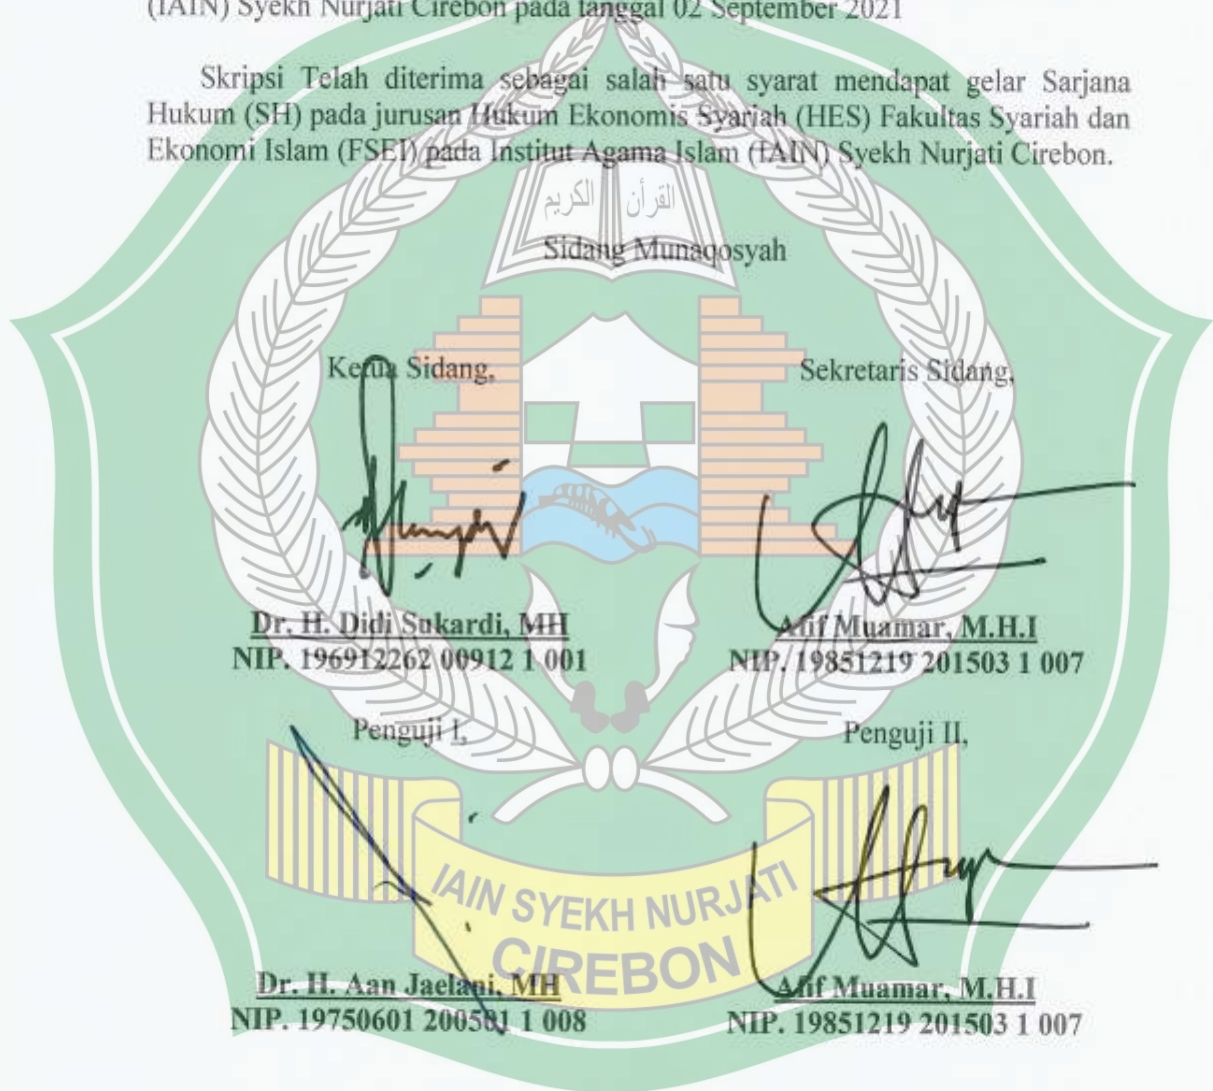 (IAIN) Syekh Nurjati Cirebon pada tanggal 02 September 2021
Skripsi Telah diterima sebagai salah satu syarat mendapat gelar Sarjana
Hukum (SH) pada jurusan Hukum Ekonomis Syariah (HES) Fakultas Syariah dan
Ekonomi Islam (FSEI) pada Institut Agama Islam (IAIN) Syekh Nurjati Cirebon.
القرأن الكريم
Sidang Munaqosyah
Ketua Sidang,
Sekretaris Sidang,
Dr. H. Didi Sukardi, MH
NIP. 196912262 00912 1 001
Afif Muamar, M.H.I
NIP. 19851219 201503 1 007
Penguji I,
Penguji II,
IAIN SYEKH NURJATI
CIREBON
Dr. H. Aan Jaelani, MH
NIP. 19750601 200501 1 008
Afif Muamar, M.H.I
NIP. 19851219 201503 1 007